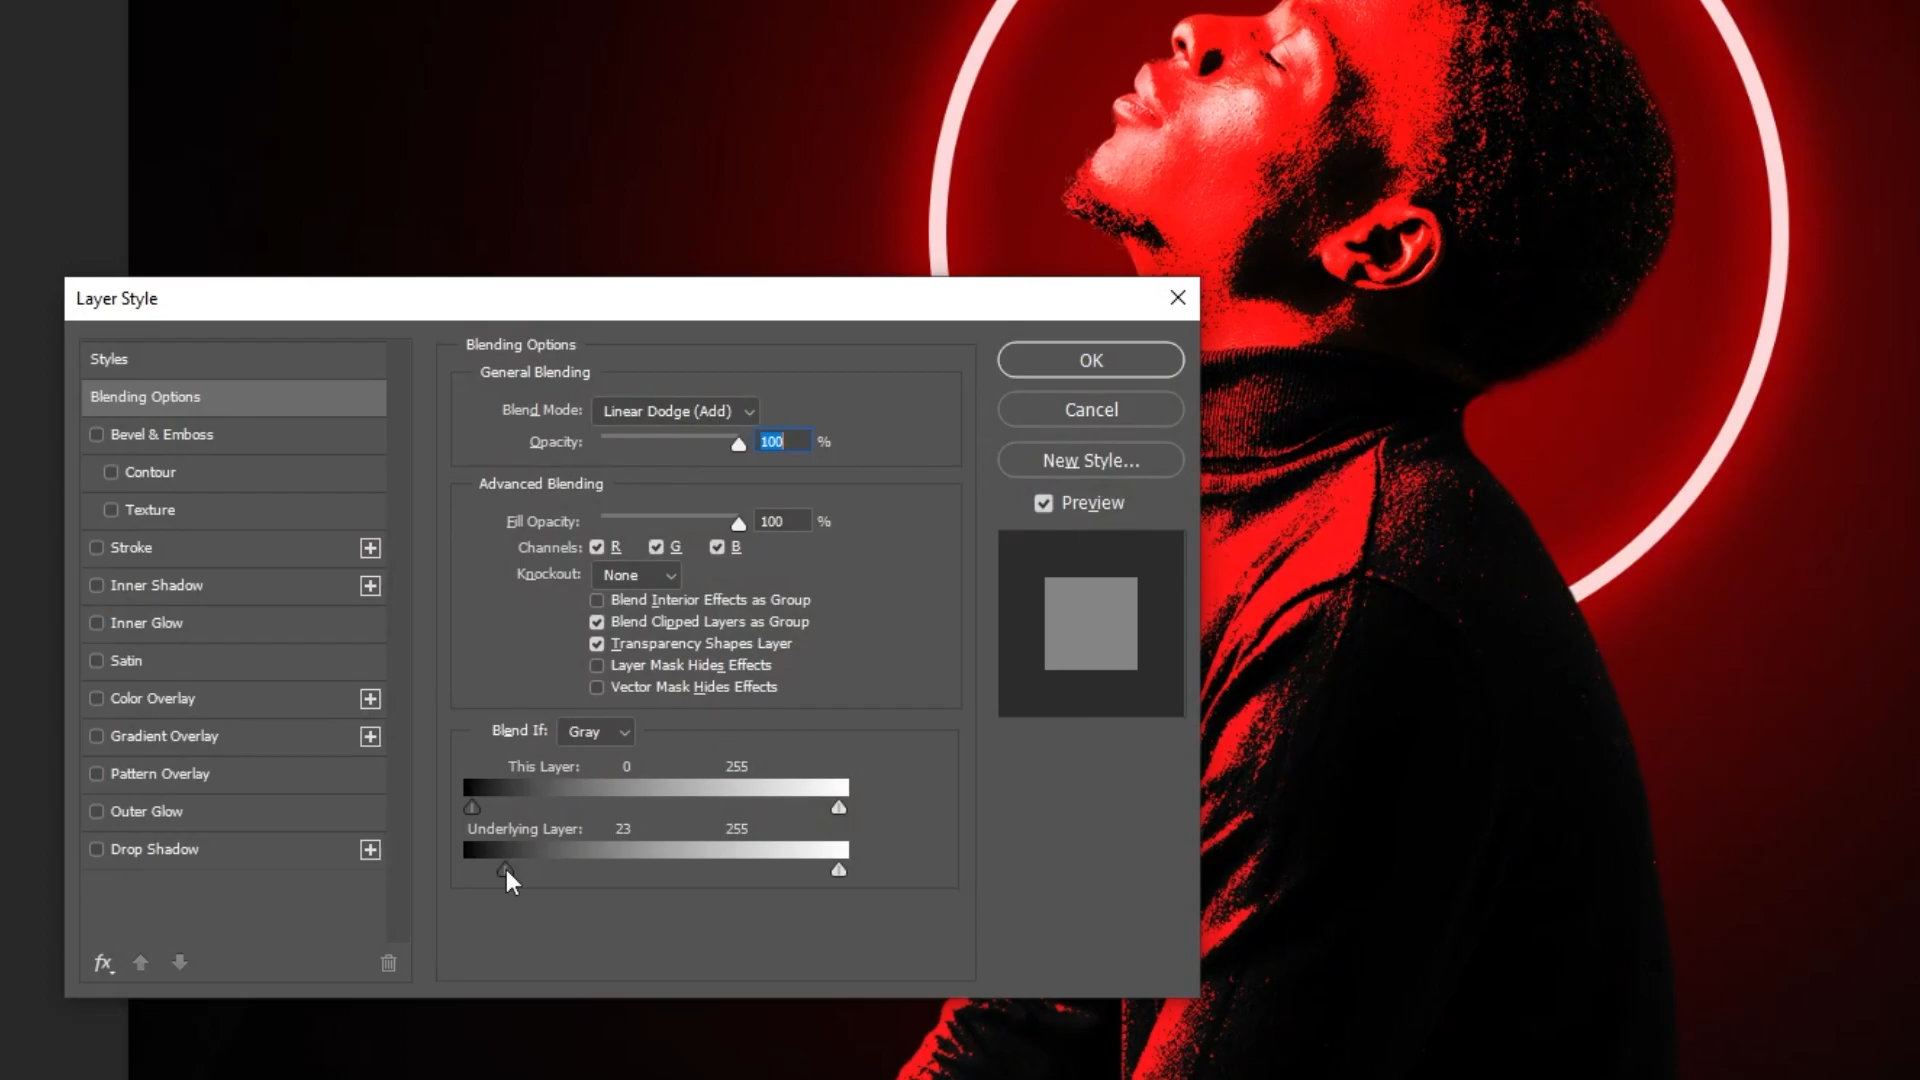 Layer Style
Styles
Blending Options
Bevel & Emboss
Contour
Texture
Stroke
Inner Shadow
Inner Glow
Satin
Color Overlay
Gradient Overlay
Pattern Overlay
Outer Glow
Drop Shadow
fx
Blending Options
General Blending
Blend Mode: Linear Dodge (Add)
Opacity: 100 %
Advanced Blending
Fill Opacity: 100 %
Channels: R G B
Knockout: None
Blend Interior Effects as Group
Blend Clipped Layers as Group
Transparency Shapes Layer
Layer Mask Hides Effects
Vector Mask Hides Effects
Blend If: Gray
This Layer: 0 255
Underlying Layer: 23 255
OK
Cancel
New Style...
Preview